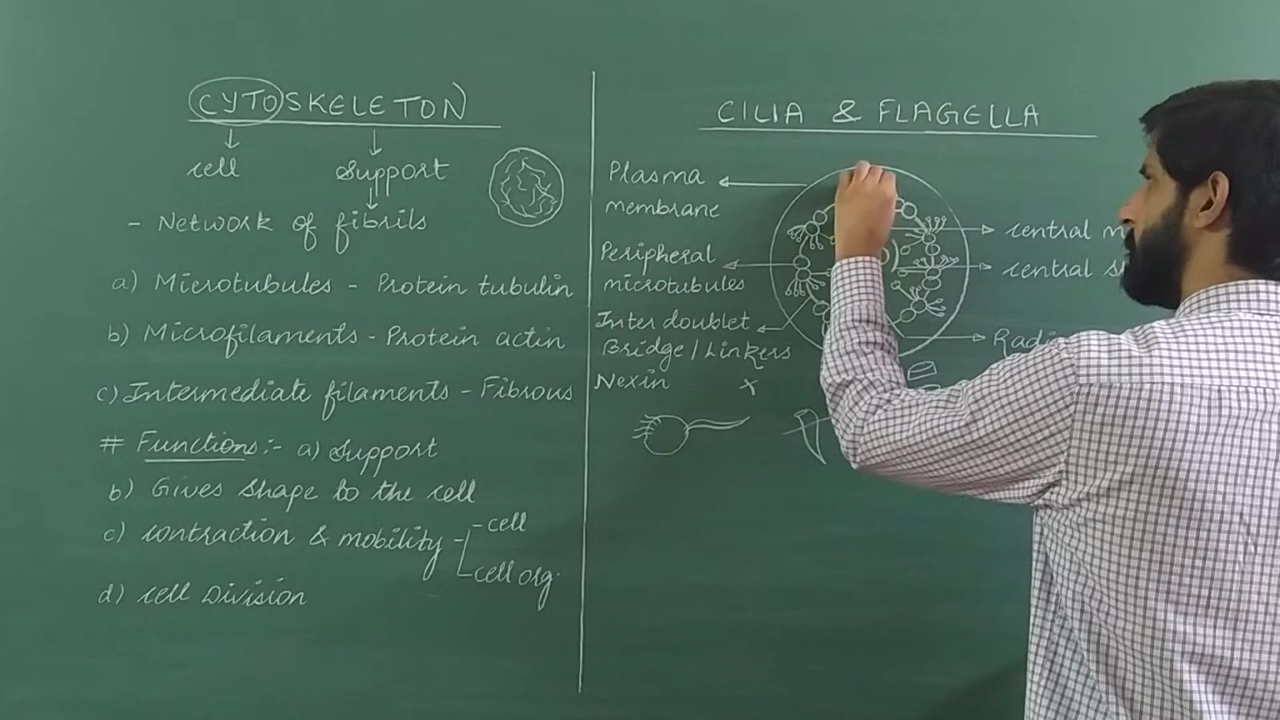 CYTOSKELETON
cell support
- Network of fibrils
a) Microtubules - Protein tubulin
b) Microfilaments - Protein actin
c) Intermediate filaments - Fibrous
# Functions:- a) support
b) Gives shape to the cell
c) contraction & mobility - cell
cell org.
d) cell Division
CILIA & FLAGELLA
Plasma
membrane
Peripheral
microtubules
Inter doublet
Bridge / Linkers
Nexin x
central
central